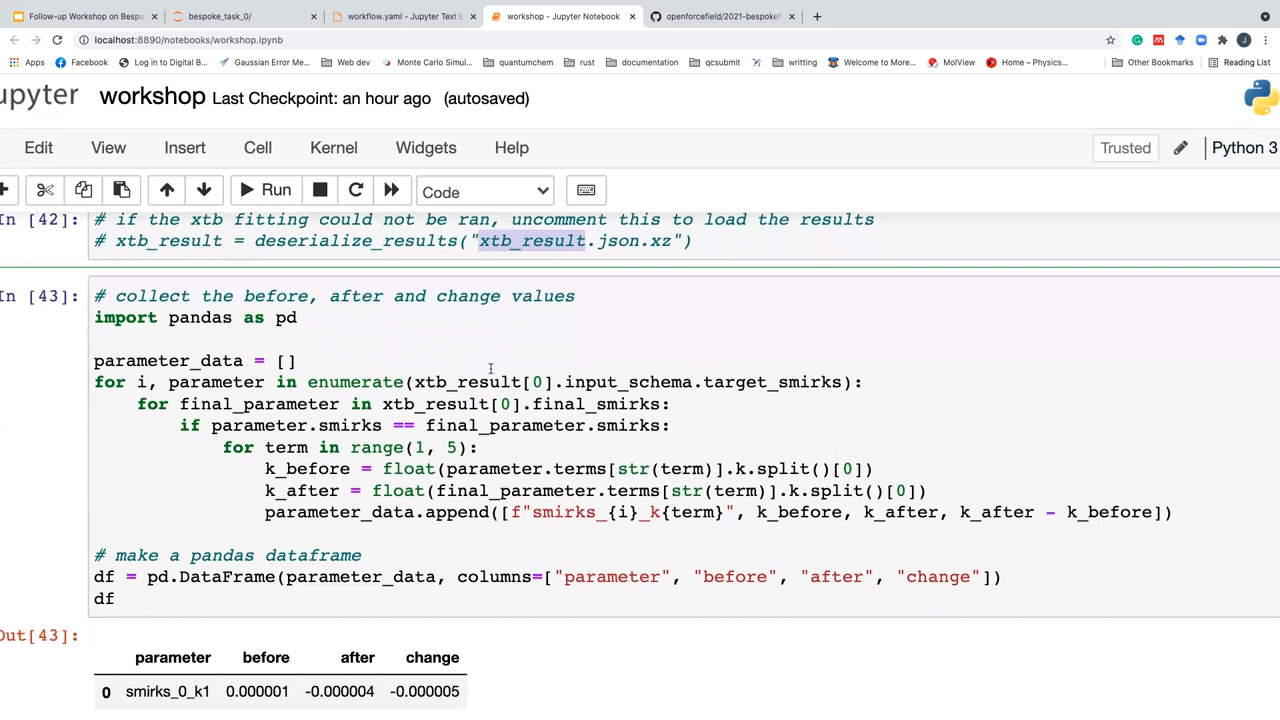 Follow-up Workshop on Bespo
bespoke_task_0/
workflow.yaml - Jupyter Text E
workshop - Jupyter Notebook
openforcefield/2021-bespokef
localhost:8890/notebooks/workshop.ipynb
Apps
Facebook
Log in to Digital B...
Gaussian Error Me...
Web dev
Monte Carlo Simul...
quantumchem
rust
documentation
qcsubmit
writting
Welcome to More...
MolView
Home – Physics...
Other Bookmarks
Reading List
upyter workshop Last Checkpoint: an hour ago (autosaved)
Edit View Insert Cell Kernel Widgets Help Trusted Python 3
Run Code
In [42]: # if the xtb fitting could not be ran, uncomment this to load the results
# xtb_result = deserialize_results("xtb_result.json.xz")
In [43]: # collect the before, after and change values
import pandas as pd
parameter_data = []
for i, parameter in enumerate(xtb_result[0].input_schema.target_smirks):
for final_parameter in xtb_result[0].final_smirks:
if parameter.smirks == final_parameter.smirks:
for term in range(1, 5):
k_before = float(parameter.terms[str(term)].k.split()[0])
k_after = float(final_parameter.terms[str(term)].k.split()[0])
parameter_data.append([f"smirks_{i}_k{term}", k_before, k_after, k_after - k_before])
# make a pandas dataframe
df = pd.DataFrame(parameter_data, columns=["parameter", "before", "after", "change"])
df
Out[43]:
parameter before after change
0 smirks_0_k1 0.000001 -0.000004 -0.000005